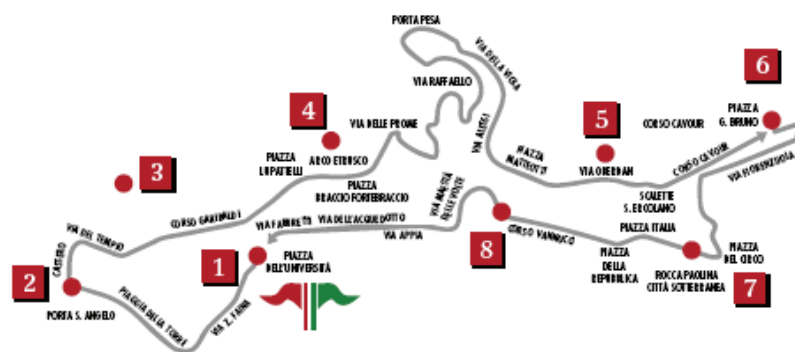 PORTA PESA
VIA DELLA VIOLA
VIA RAFFAELLO
6
4
VIA DELLE PROME
PIAZZA
G. BRUNO
5
CORSO CAVOUR
VIA ALESSI
PIAZZA
MATTEOTTI
ARCO ETRUSCO
PIAZZA
LUPATTELLI
3
VIA OBERDAN
CORSO CAVOUR
VIA FIORENZUOLA
PIAZZA
BRACCIO FORTEBRACCIO
SCALETTE
S. ERCOLANO
CORSO GARIBALDI
VIA MAESTÀ
DELLE VOLTE
VIA FABRETTI
VIA DELL'ACQUEDOTTO
VIA APPIA
VIA DEL TEMPIO
CASSERO
8
CORSO VANNUCCI
PIAZZA ITALIA
1
PIAZZA
DELL'UNIVERSITÀ
PIAZZA
DELLA
REPUBBLICA
PIAZZA
DEL CIRCO
2
ROCCA PAOLINA
CITTÀ SOTTERRANEA
7
PORTA S. ANGELO
PIAGGIA DELLA TORRE
VIA Z. FAINA